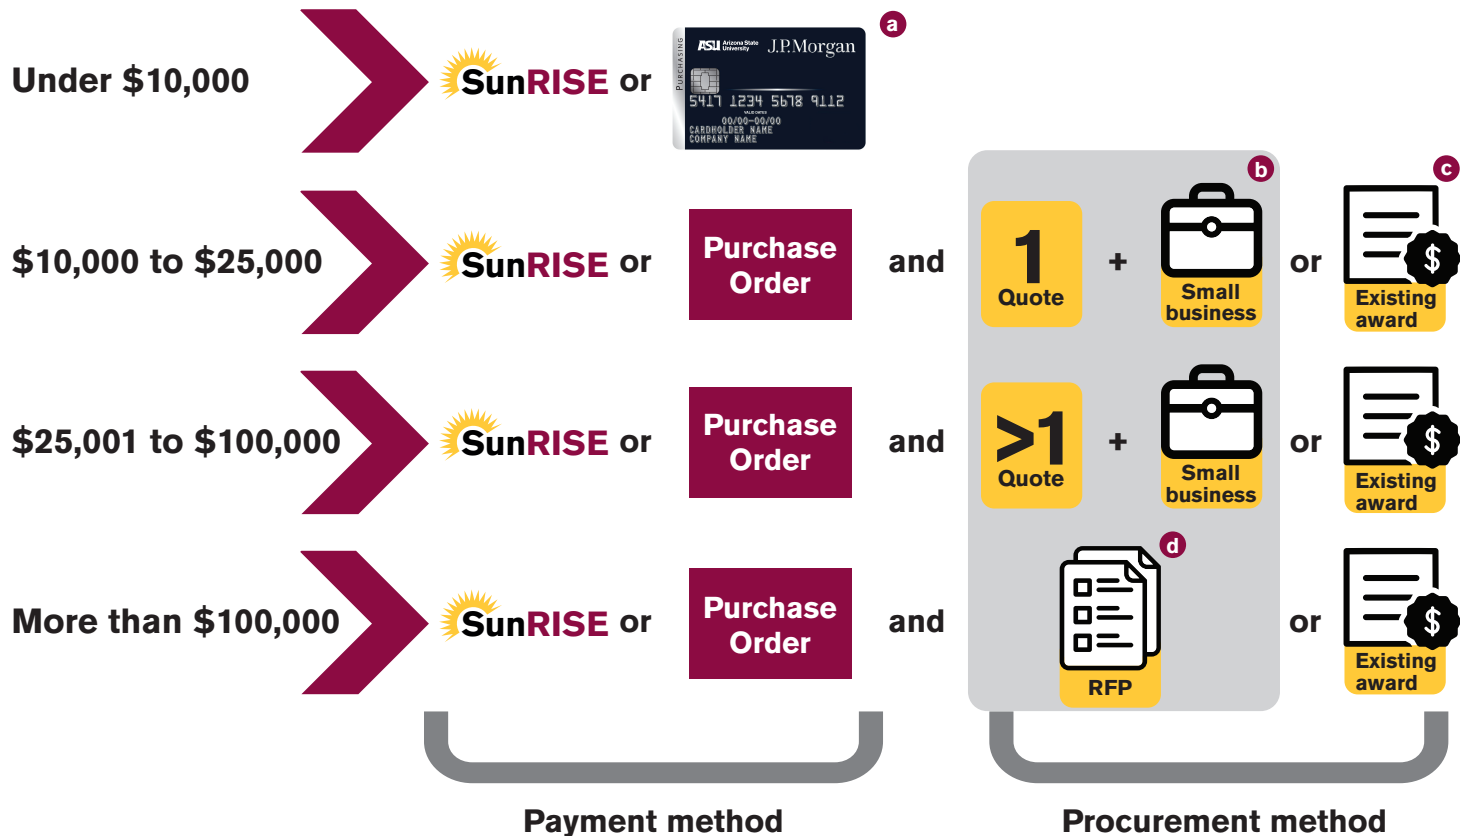 a
ASU Arizona State University J.P.Morgan
PURCHASING
Under $10,000
SunRISE or
5417 1234 5678 9112
VALID DATES
00/00-00/00
CARDHOLDER NAME
COMPANY NAME
b
c
$10,000 to $25,000
SunRISE or
Purchase
Order
and
1
Quote
+
Small
business
or
$
Existing
award
$25,001 to $100,000
SunRISE or
Purchase
Order
and
>1
Quote
+
Small
business
or
$
Existing
award
d
More than $100,000
SunRISE or
Purchase
Order
and
RFP
or
$
Existing
award
Payment method
Procurement method